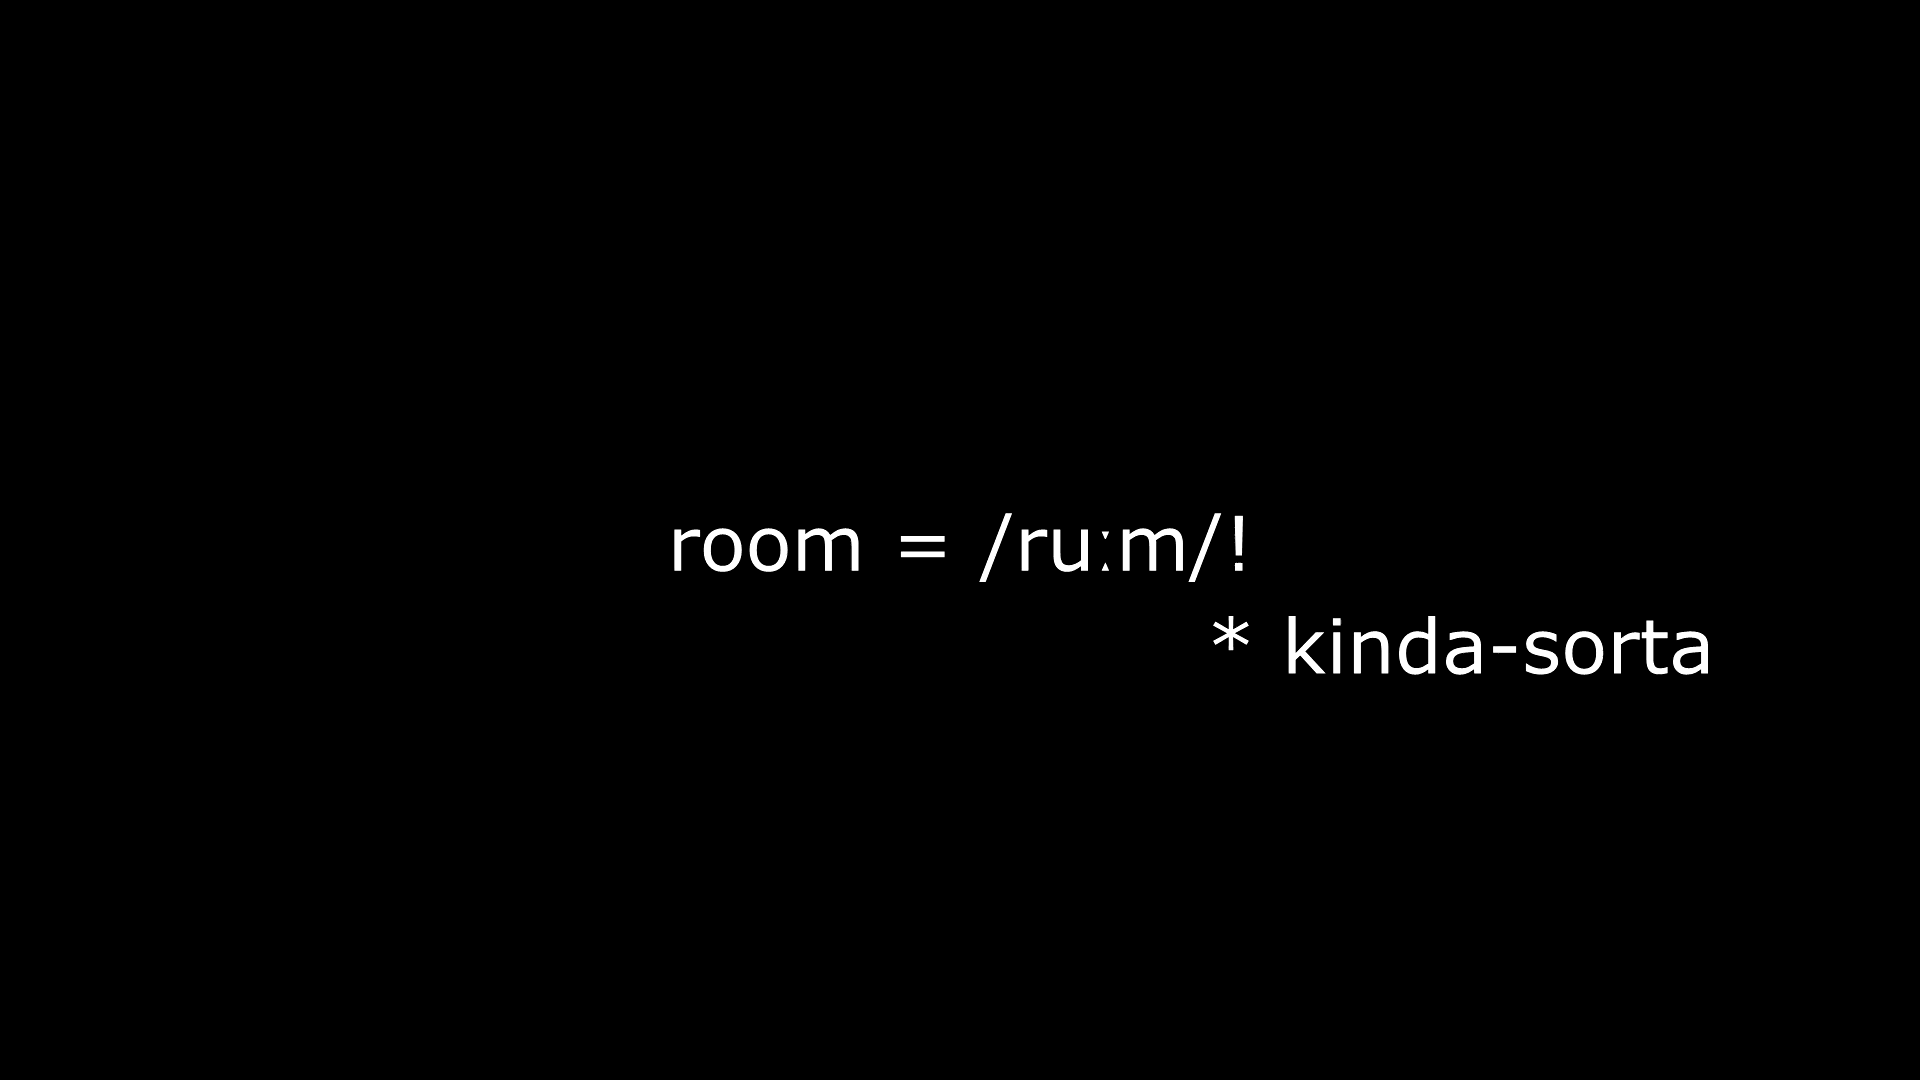 room = /ruːm/!
* kinda-sorta